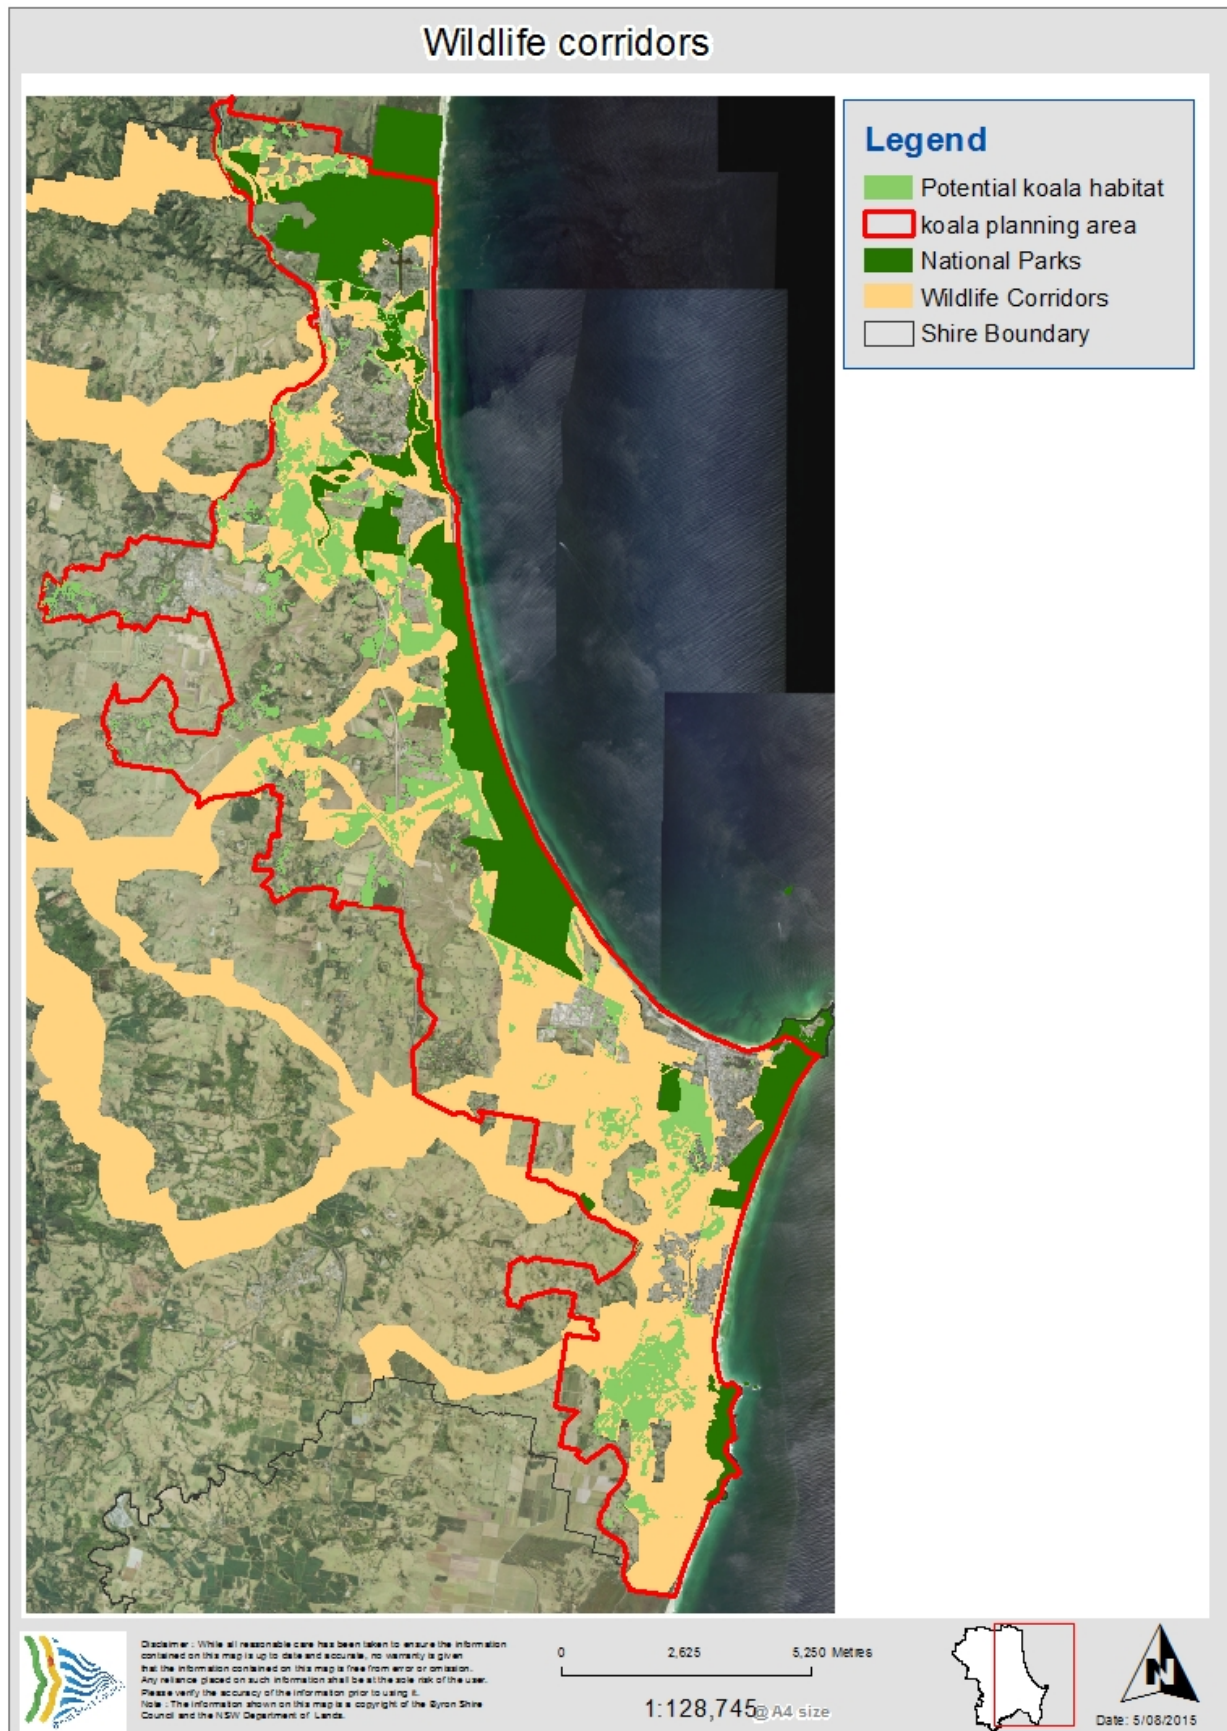 Wildlife corridors
Legend
Potential koala habitat
koala planning area
National Parks
Wildlife Corridors
Shire Boundary
Disclaimer : While all reasonable care has been taken to ensure the information
contained on this map is up to date and accurate, no warranty is given
that the information contained on this map is free from error or omission.
Any reliance placed on such information shall be at the sole risk of the user.
Please verify the accuracy of the information prior to using it.
Note : The information shown on this map is a copyright of the Byron Shire
Council and the NSW Department of Lands.
0 2,625 5,250 Metres
1:128,745@ A4 size
N
Date: 5/08/2015